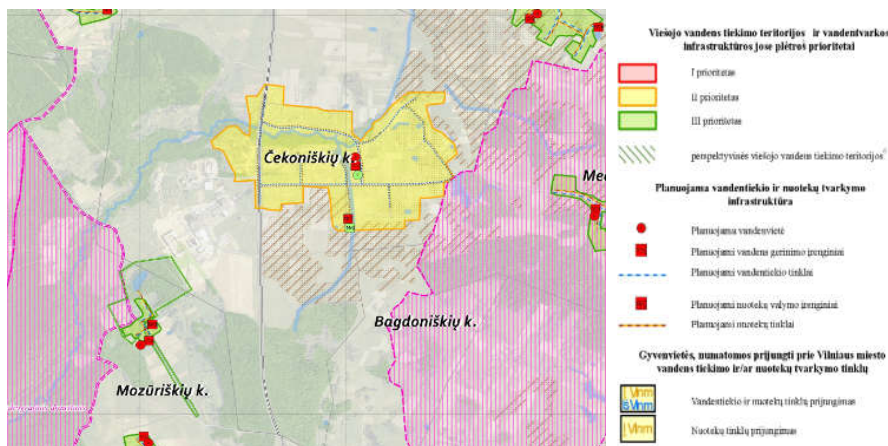 Čekoniškių k.
Bagdoniškių k.
Mozūriškių k.
Med
Viešojo vandens tiekimo teritorijos ir vandentvarkos
infrastruktūros jose plėtros prioritetai
I prioritetas
II prioritetas
III prioritetas
perspektyvinės viešojo vandens tiekimo teritorijos
Planuojama vandentiekio ir nuotekų tvarkymo
infrastruktūra
Planuojama vandenvietė
Planuojami vandens gerinimo įrenginiai
Planuojami vandentiekio tinklai
Planuojami nuotekų valymo įrenginiai
Planuojami nuotekų tinklai
Gyvenvietės, numatomos prijungti prie Vilniaus miesto
vandens tiekimo ir/ar nuotekų tvarkymo tinklų
Vandentiekio ir nuotekų tinklų prijungimas
Nuotekų tinklų prijungimas